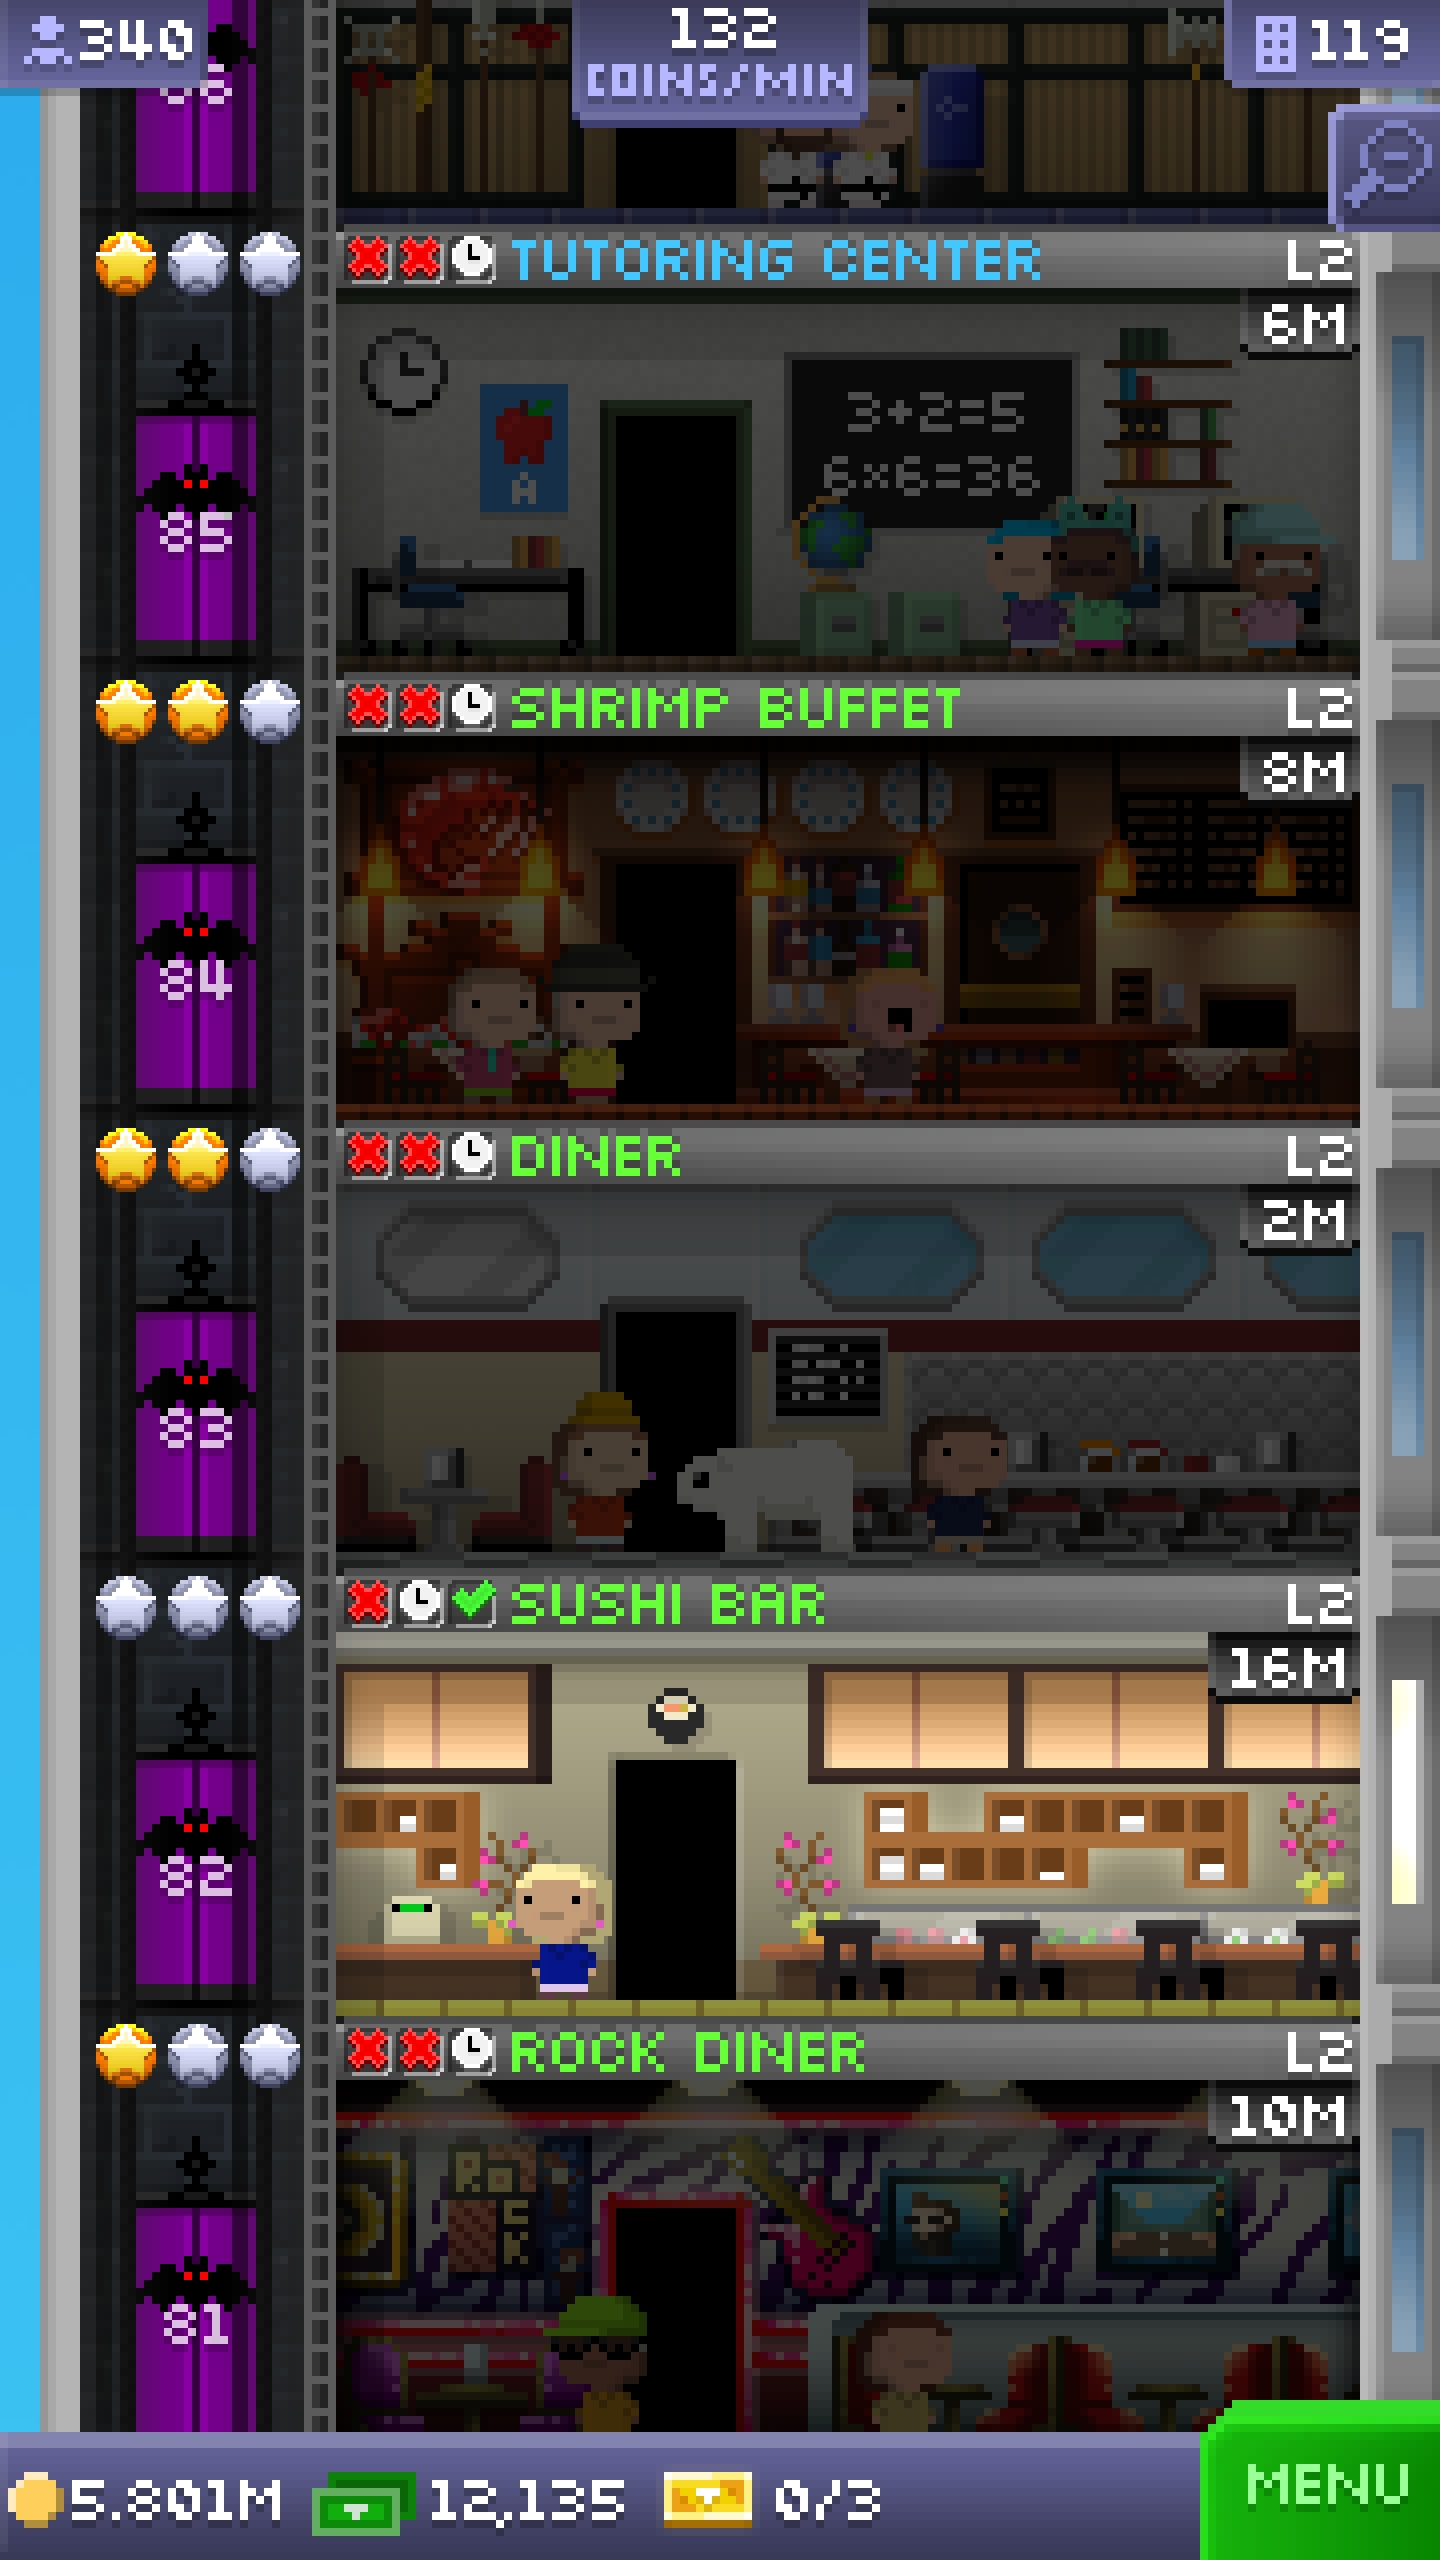 340
132
COINS/MIN
119
TUTORING CENTER L2
6M
3+2=5
6×6=36
A
85
SHRIMP BUFFET L2
8M
84
DINER L2
2M
83
SUSHI BAR L2
16M
82
ROCK DINER L2
10M
81
5.801M 12,135 0/3
MENU